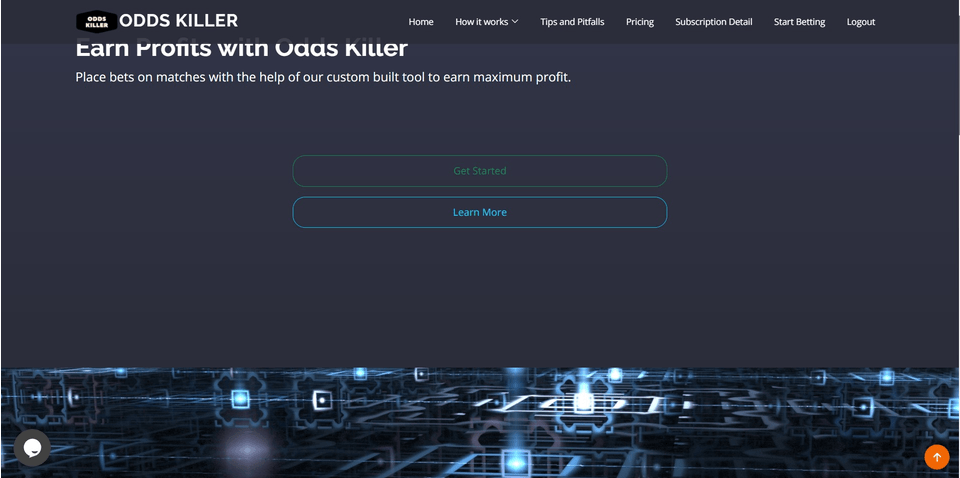 ODDS
KILLER
ODDS KILLER
Home
How it works
Tips and Pitfalls
Pricing
Subscription Detail
Start Betting
Logout
Earn Profits with Odds Killer
Place bets on matches with the help of our custom built tool to earn maximum profit.
Get Started
Learn More